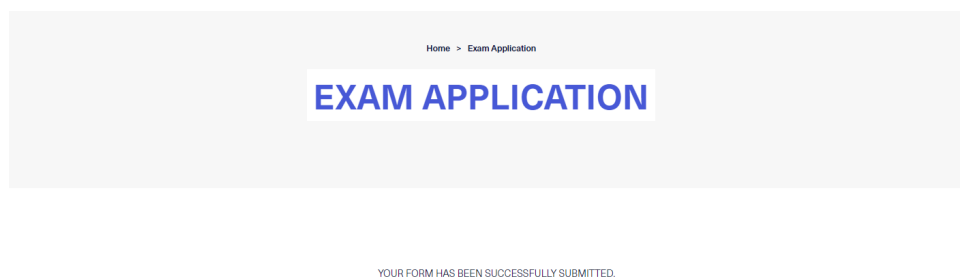 Home > Exam Application
EXAM APPLICATION
YOUR FORM HAS BEEN SUCCESSFULLY SUBMITTED.